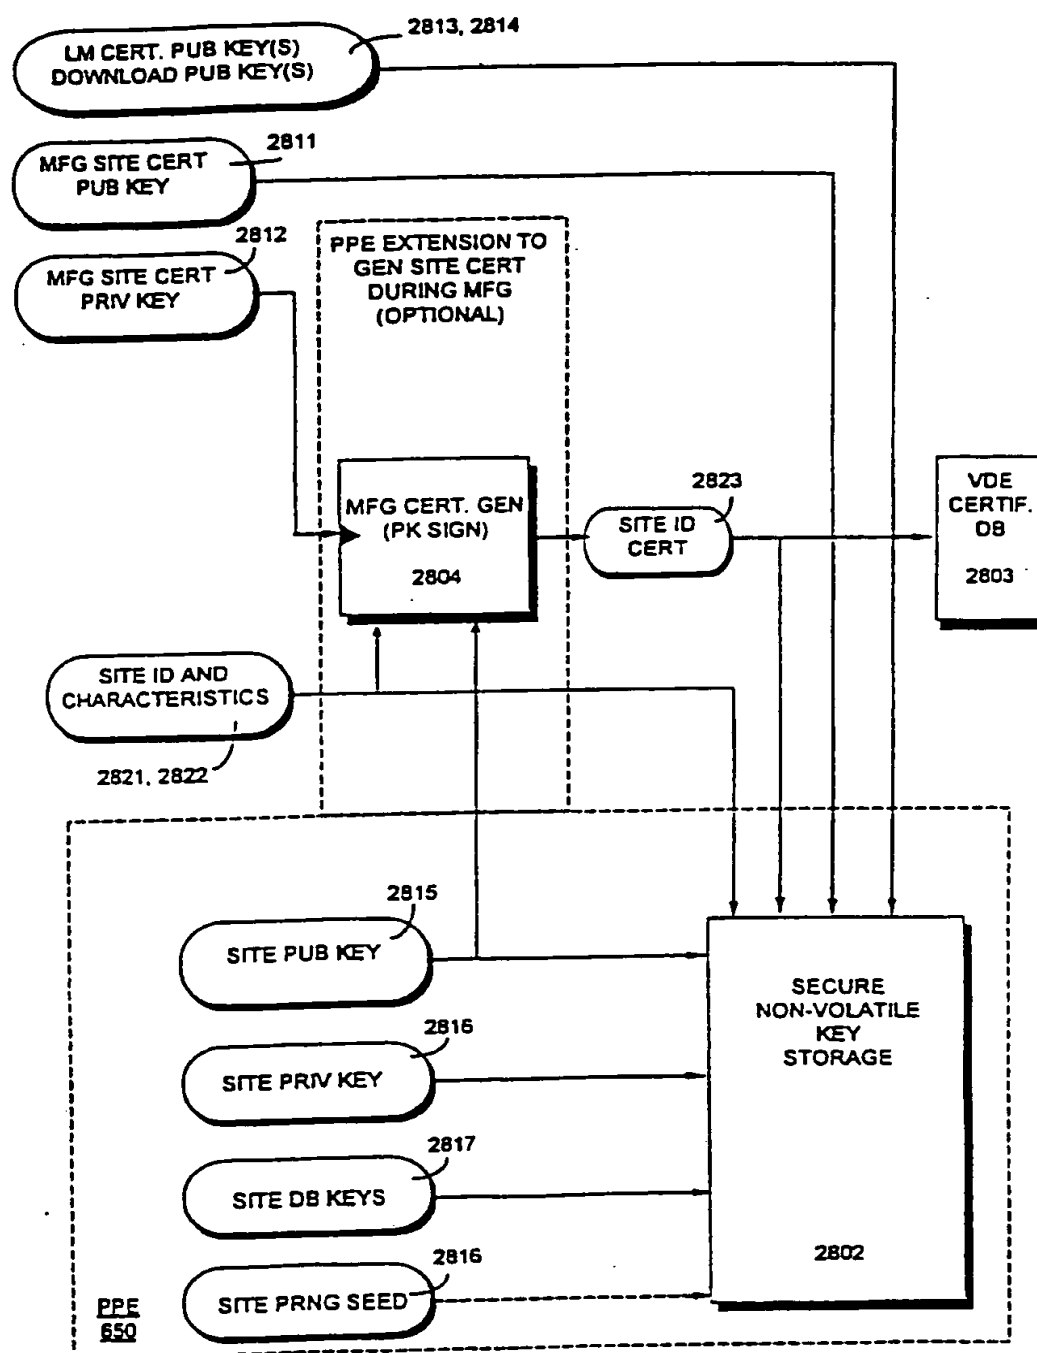 2813, 2814
LM CERT. PUB KEY(S)
DOWNLOAD PUB KEY(S)
2811
MFG SITE CERT
PUB KEY
2812
MFG SITE CERT
PRIV KEY
PPE EXTENSION TO
GEN SITE CERT
DURING MFG
(OPTIONAL)
MFG CERT. GEN
(PK SIGN)
2804
2823
SITE ID
CERT
VDE
CERTIF.
DB
2803
SITE ID AND
CHARACTERISTICS
2821, 2822
2815
SITE PUB KEY
2816
SITE PRIV KEY
2817
SITE DB KEYS
2816
SITE PRNG SEED
SECURE
NON-VOLATILE
KEY
STORAGE
2802
PPE
650